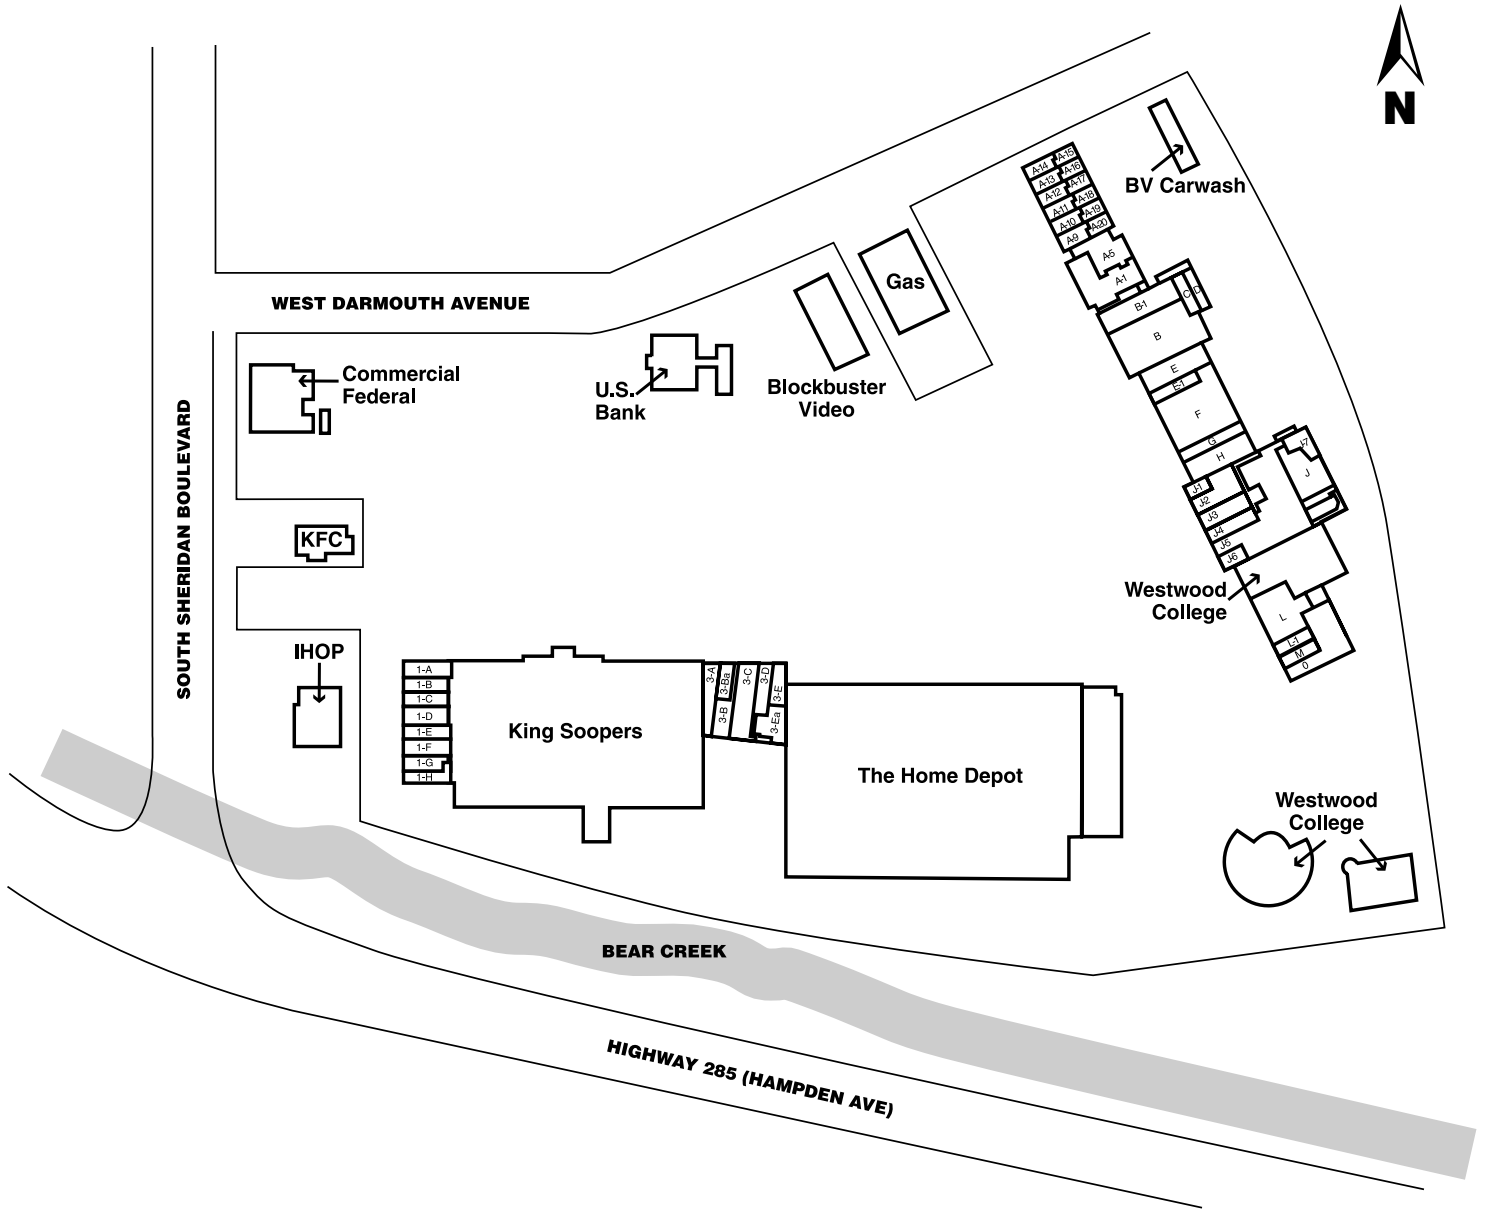 N
BV Carwash
A-14
A-15
A-13
A-16
A-12
A-17
A-11
A-18
A-10
A-19
A-9
A-20
A-5
A-1
Gas
WEST DARMOUTH AVENUE
B-1
C
D
B
Commercial
Federal
U.S.
Bank
Blockbuster
Video
E
E-1
F
G
H
SOUTH SHERIDAN BOULEVARD
KFC
J-7
J
J-1
J-2
J-3
J-4
J-5
J-6
Westwood
College
L
L-1
M
0
IHOP
1-A
1-B
1-C
1-D
1-E
1-F
1-G
1-H
King Soopers
3-A
3-Ba
3-B
3-C
3-D
3-E
3-Ea
The Home Depot
Westwood
College
BEAR CREEK
HIGHWAY 285 (HAMPDEN AVE)